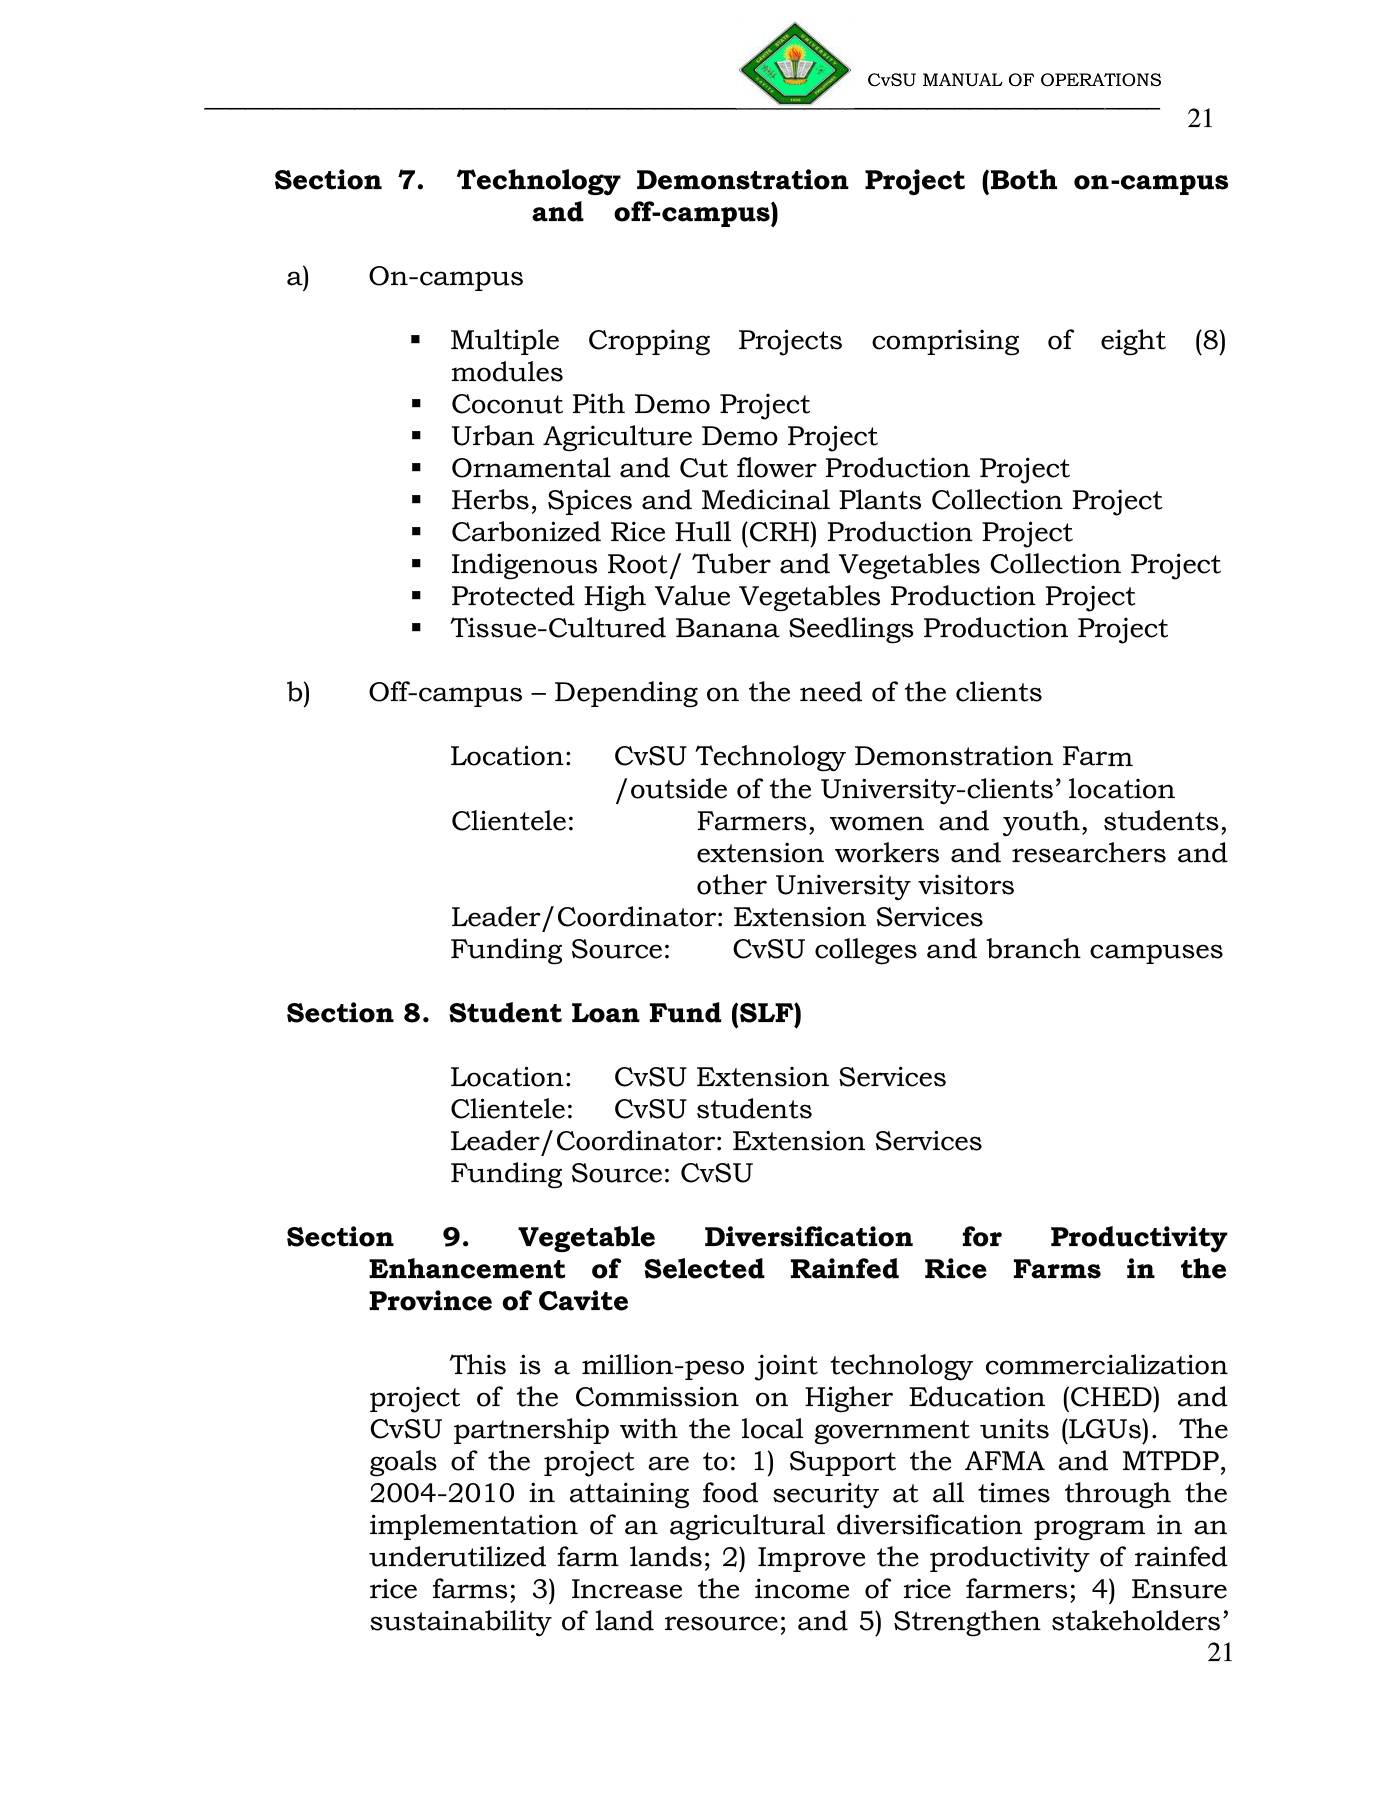 CvSU MANUAL OF OPERATIONS
21
Section 7. Technology Demonstration Project (Both on-campus
and off-campus)
a) On-campus
▪ Multiple Cropping Projects comprising of eight (8)
modules
▪ Coconut Pith Demo Project
▪ Urban Agriculture Demo Project
▪ Ornamental and Cut flower Production Project
▪ Herbs, Spices and Medicinal Plants Collection Project
▪ Carbonized Rice Hull (CRH) Production Project
▪ Indigenous Root/ Tuber and Vegetables Collection Project
▪ Protected High Value Vegetables Production Project
▪ Tissue-Cultured Banana Seedlings Production Project
b) Off-campus – Depending on the need of the clients
Location: CvSU Technology Demonstration Farm
/outside of the University-clients’ location
Clientele: Farmers, women and youth, students,
extension workers and researchers and
other University visitors
Leader/Coordinator: Extension Services
Funding Source: CvSU colleges and branch campuses
Section 8. Student Loan Fund (SLF)
Location: CvSU Extension Services
Clientele: CvSU students
Leader/Coordinator: Extension Services
Funding Source: CvSU
Section 9. Vegetable Diversification for Productivity
Enhancement of Selected Rainfed Rice Farms in the
Province of Cavite
This is a million-peso joint technology commercialization
project of the Commission on Higher Education (CHED) and
CvSU partnership with the local government units (LGUs). The
goals of the project are to: 1) Support the AFMA and MTPDP,
2004-2010 in attaining food security at all times through the
implementation of an agricultural diversification program in an
underutilized farm lands; 2) Improve the productivity of rainfed
rice farms; 3) Increase the income of rice farmers; 4) Ensure
sustainability of land resource; and 5) Strengthen stakeholders’
21